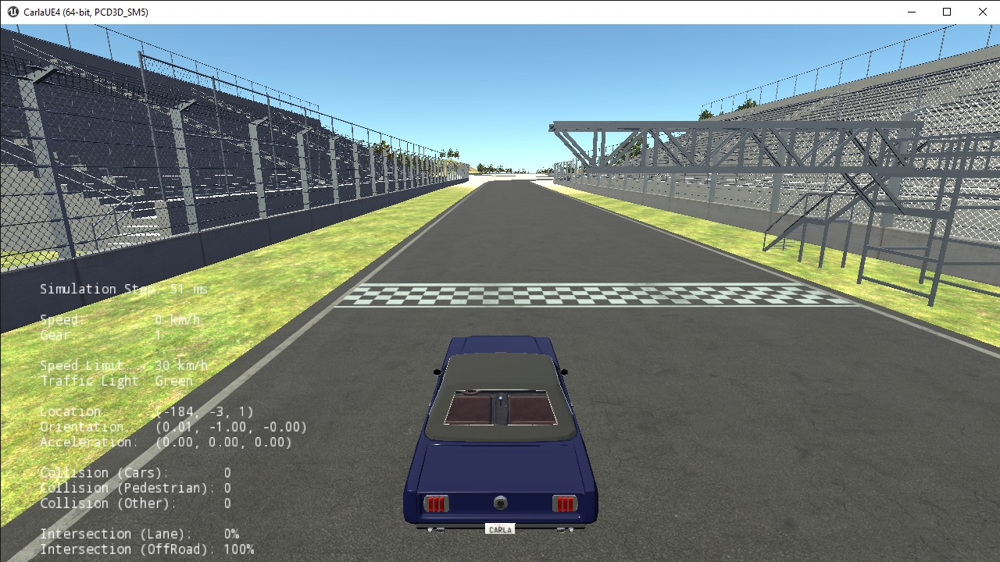 CarlaUE4 (64-bit, PCD3D_SM5)
Simulation Step: 51 ms
Speed: 0 km/h
Gear: 1
Speed Limit: 30 km/h
Traffic Light: Green
Location: (-184, -3, 1)
Orientation: (0.01, -1.00, -0.00)
Acceleration: (0.00, 0.00, 0.00)
Collision (Cars): 0
Collision (Pedestrian): 0
Collision (Other): 0
Intersection (Lane): 0%
Intersection (OffRoad): 100%
CARLA